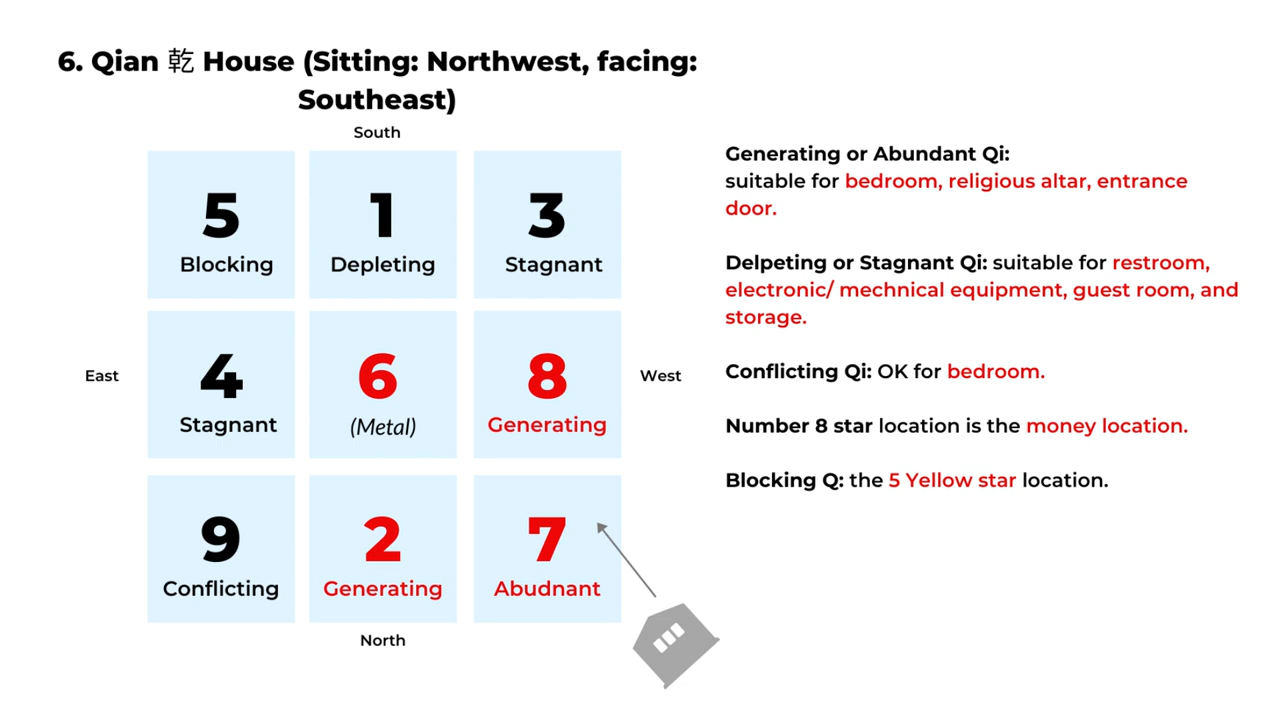 6. Qian 乾 House (Sitting: Northwest, facing:
Southeast)
South
5
Blocking
1
Depleting
3
Stagnant
East
4
Stagnant
6
(Metal)
8
Generating
West
9
Conflicting
2
Generating
7
Abudnant
North
Generating or Abundant Qi:
suitable for bedroom, religious altar, entrance
door.
Delpeting or Stagnant Qi: suitable for restroom,
electronic/ mechnical equipment, guest room, and
storage.
Conflicting Qi: OK for bedroom.
Number 8 star location is the money location.
Blocking Q: the 5 Yellow star location.